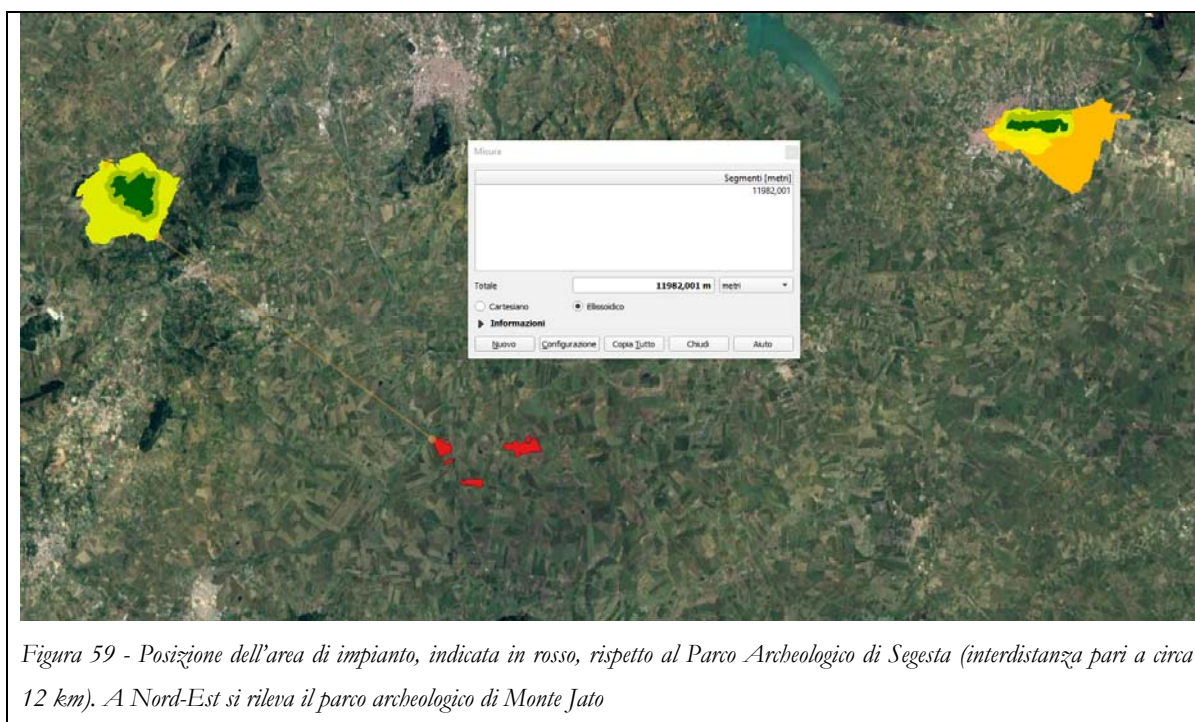 Misura
Segmenti [metri]
11982,001
Totale
11982,001 m
metri
Cartesiano
Ellissoidico
Informazioni
Nuovo
Configurazione
Copia Tutto
Chiudi
Aiuto
Figura 59 - Posizione dell'area di impianto, indicata in rosso, rispetto al Parco Archeologico di Segesta (interdistanza pari a circa
12 km). A Nord-Est si rileva il parco archeologico di Monte Jato